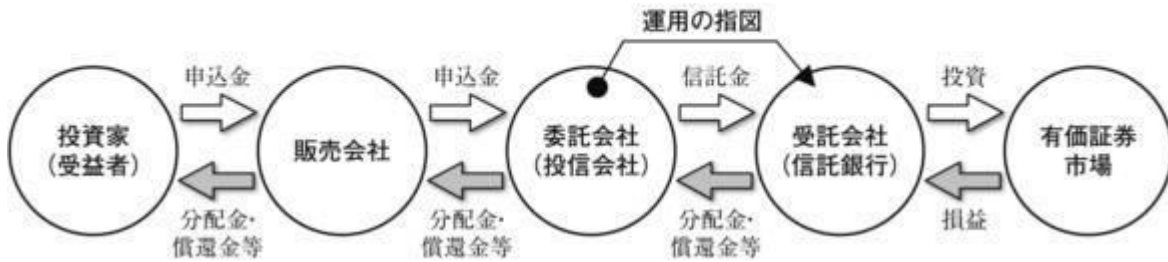 運用の指図
申込金
申込金
信託金
投資
投資家
（受益者）
販売会社
委託会社
（投信会社）
受託会社
（信託銀行）
有価証券
市場
分配金・
償還金等
分配金・
償還金等
分配金・
償還金等
損益